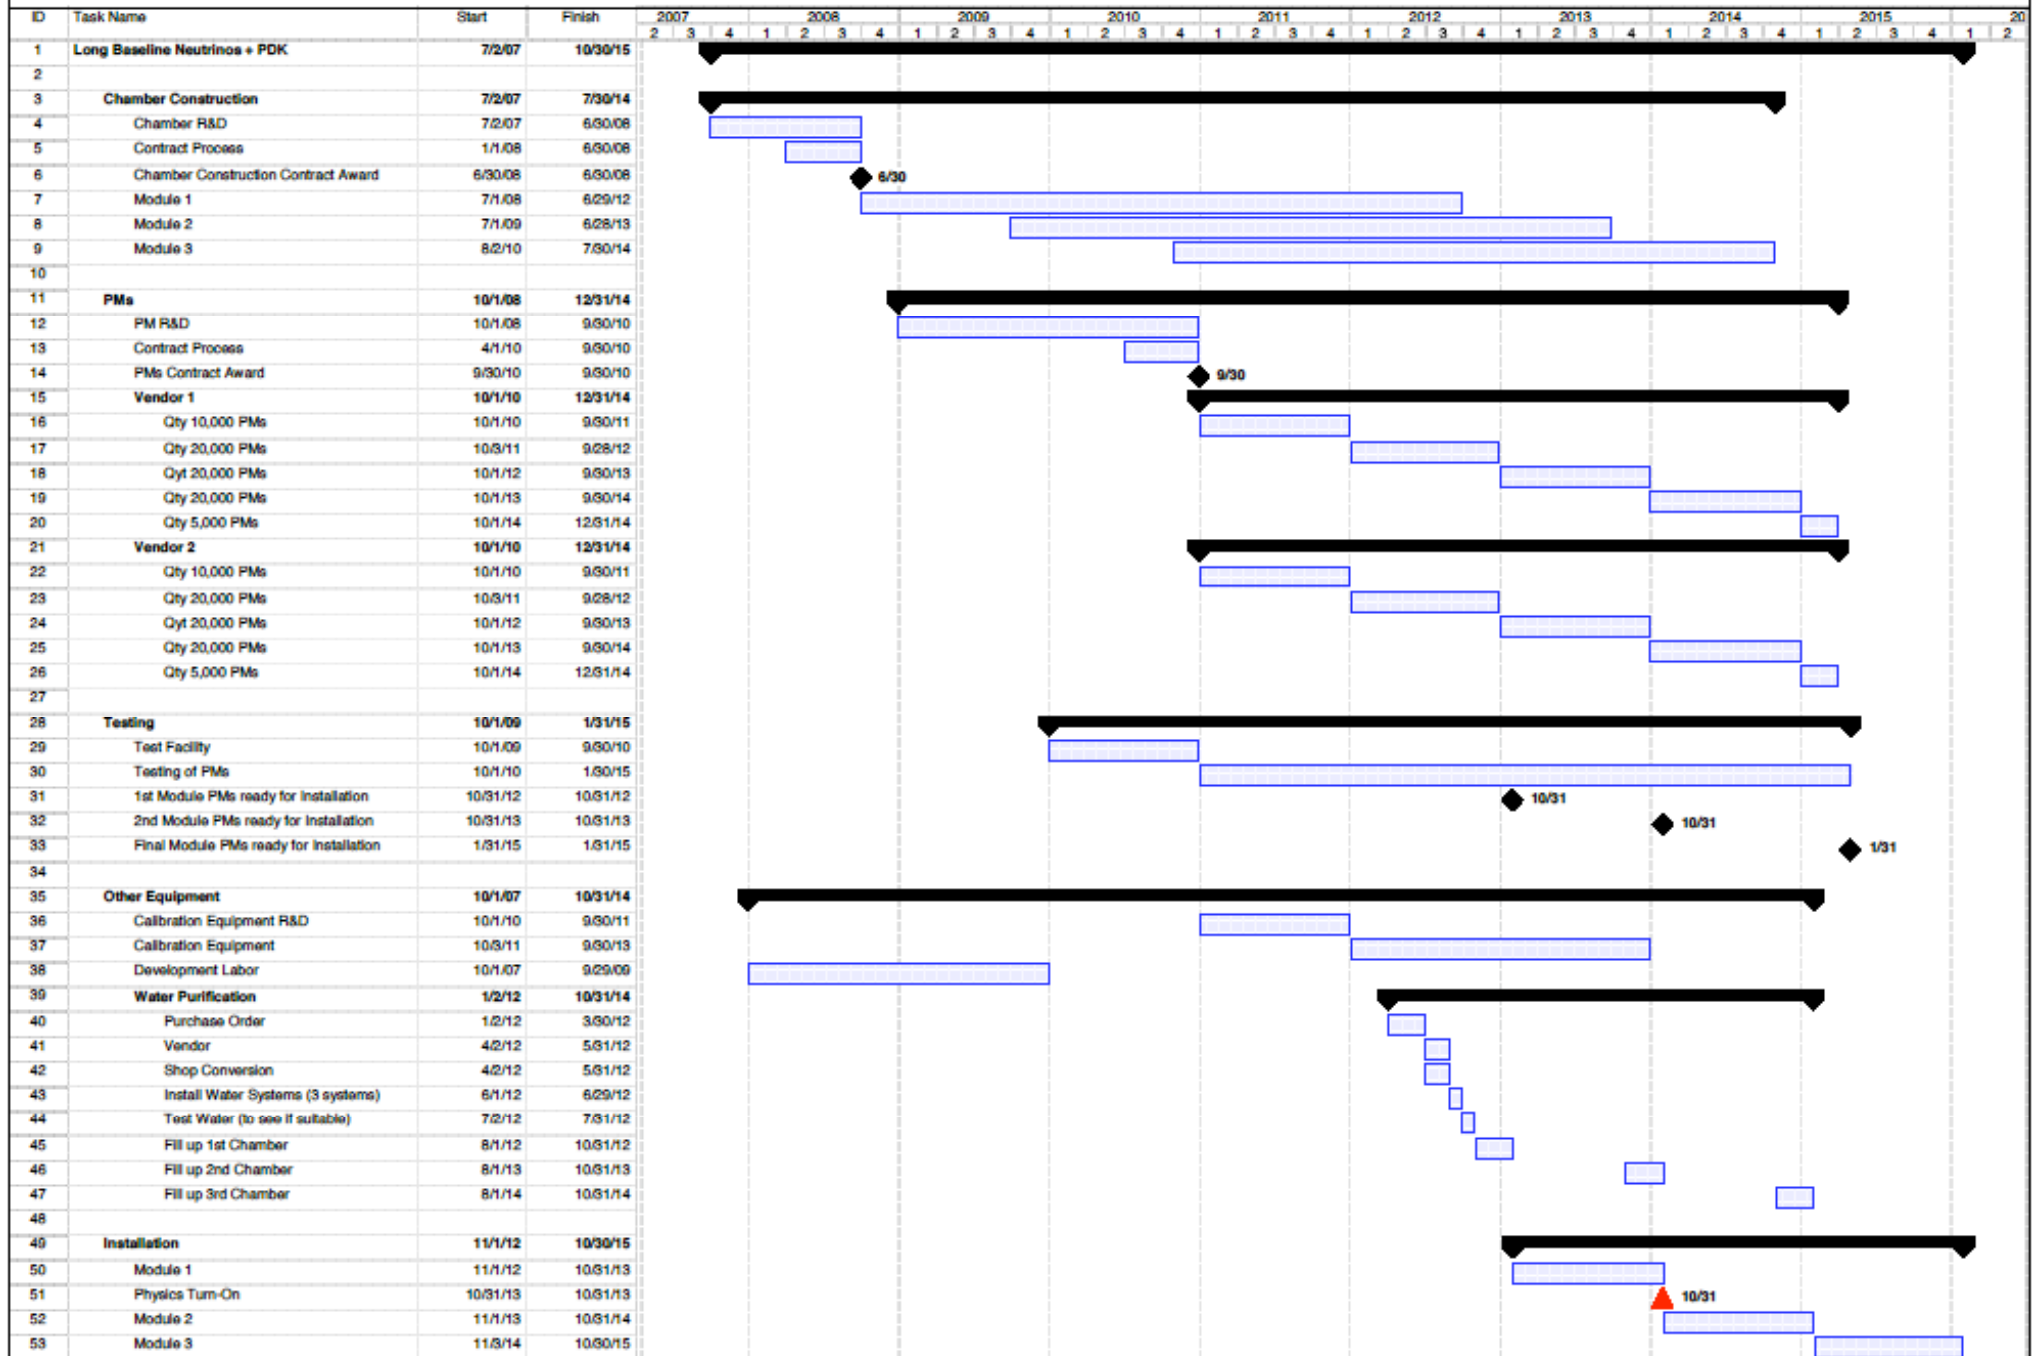 ID Task Name Start Finish 2007 2008 2009 2010 2011 2012 2013 2014 2015 20
2 3 4 1 2 3 4 1 2 3 4 1 2 3 4 1 2 3 4 1 2 3 4 1 2 3 4 1 2 3 4 1 2 3 4 1 2
1 Long Baseline Neutrinos + PDK 7/2/07 10/30/15
2
3 Chamber Construction 7/2/07 7/30/14
4 Chamber R&D 7/2/07 6/30/08
5 Contract Process 1/1/08 6/30/08
6 Chamber Construction Contract Award 6/30/08 6/30/08 6/30
7 Module 1 7/1/08 6/29/12
8 Module 2 7/1/09 6/28/13
9 Module 3 8/2/10 7/30/14
10
11 PMs 10/1/08 12/31/14
12 PM R&D 10/1/08 9/30/10
13 Contract Process 4/1/10 9/30/10
14 PMs Contract Award 9/30/10 9/30/10 9/30
15 Vendor 1 10/1/10 12/31/14
16 Qty 10,000 PMs 10/1/10 9/30/11
17 Qty 20,000 PMs 10/3/11 9/28/12
18 Qyt 20,000 PMs 10/1/12 9/30/13
19 Qty 20,000 PMs 10/1/13 9/30/14
20 Qty 5,000 PMs 10/1/14 12/31/14
21 Vendor 2 10/1/10 12/31/14
22 Qty 10,000 PMs 10/1/10 9/30/11
23 Qty 20,000 PMs 10/3/11 9/28/12
24 Qyt 20,000 PMs 10/1/12 9/30/13
25 Qty 20,000 PMs 10/1/13 9/30/14
26 Qty 5,000 PMs 10/1/14 12/31/14
27
28 Testing 10/1/09 1/31/15
29 Test Facility 10/1/09 9/30/10
30 Testing of PMs 10/1/10 1/30/15
31 1st Module PMs ready for Installation 10/31/12 10/31/12 10/31
32 2nd Module PMs ready for Installation 10/31/13 10/31/13 10/31
33 Final Module PMs ready for Installation 1/31/15 1/31/15 1/31
34
35 Other Equipment 10/1/07 10/31/14
36 Calibration Equipment R&D 10/1/10 9/30/11
37 Calibration Equipment 10/3/11 9/30/13
38 Development Labor 10/1/07 9/29/09
39 Water Purification 1/2/12 10/31/14
40 Purchase Order 1/2/12 3/30/12
41 Vendor 4/2/12 5/31/12
42 Shop Conversion 4/2/12 5/31/12
43 Install Water Systems (3 systems) 6/1/12 6/29/12
44 Test Water (to see if suitable) 7/2/12 7/31/12
45 Fill up 1st Chamber 8/1/12 10/31/12
46 Fill up 2nd Chamber 8/1/13 10/31/13
47 Fill up 3rd Chamber 8/1/14 10/31/14
48
49 Installation 11/1/12 10/30/15
50 Module 1 11/1/12 10/31/13
51 Physics Turn-On 10/31/13 10/31/13 10/31
52 Module 2 11/1/13 10/31/14
53 Module 3 11/3/14 10/30/15